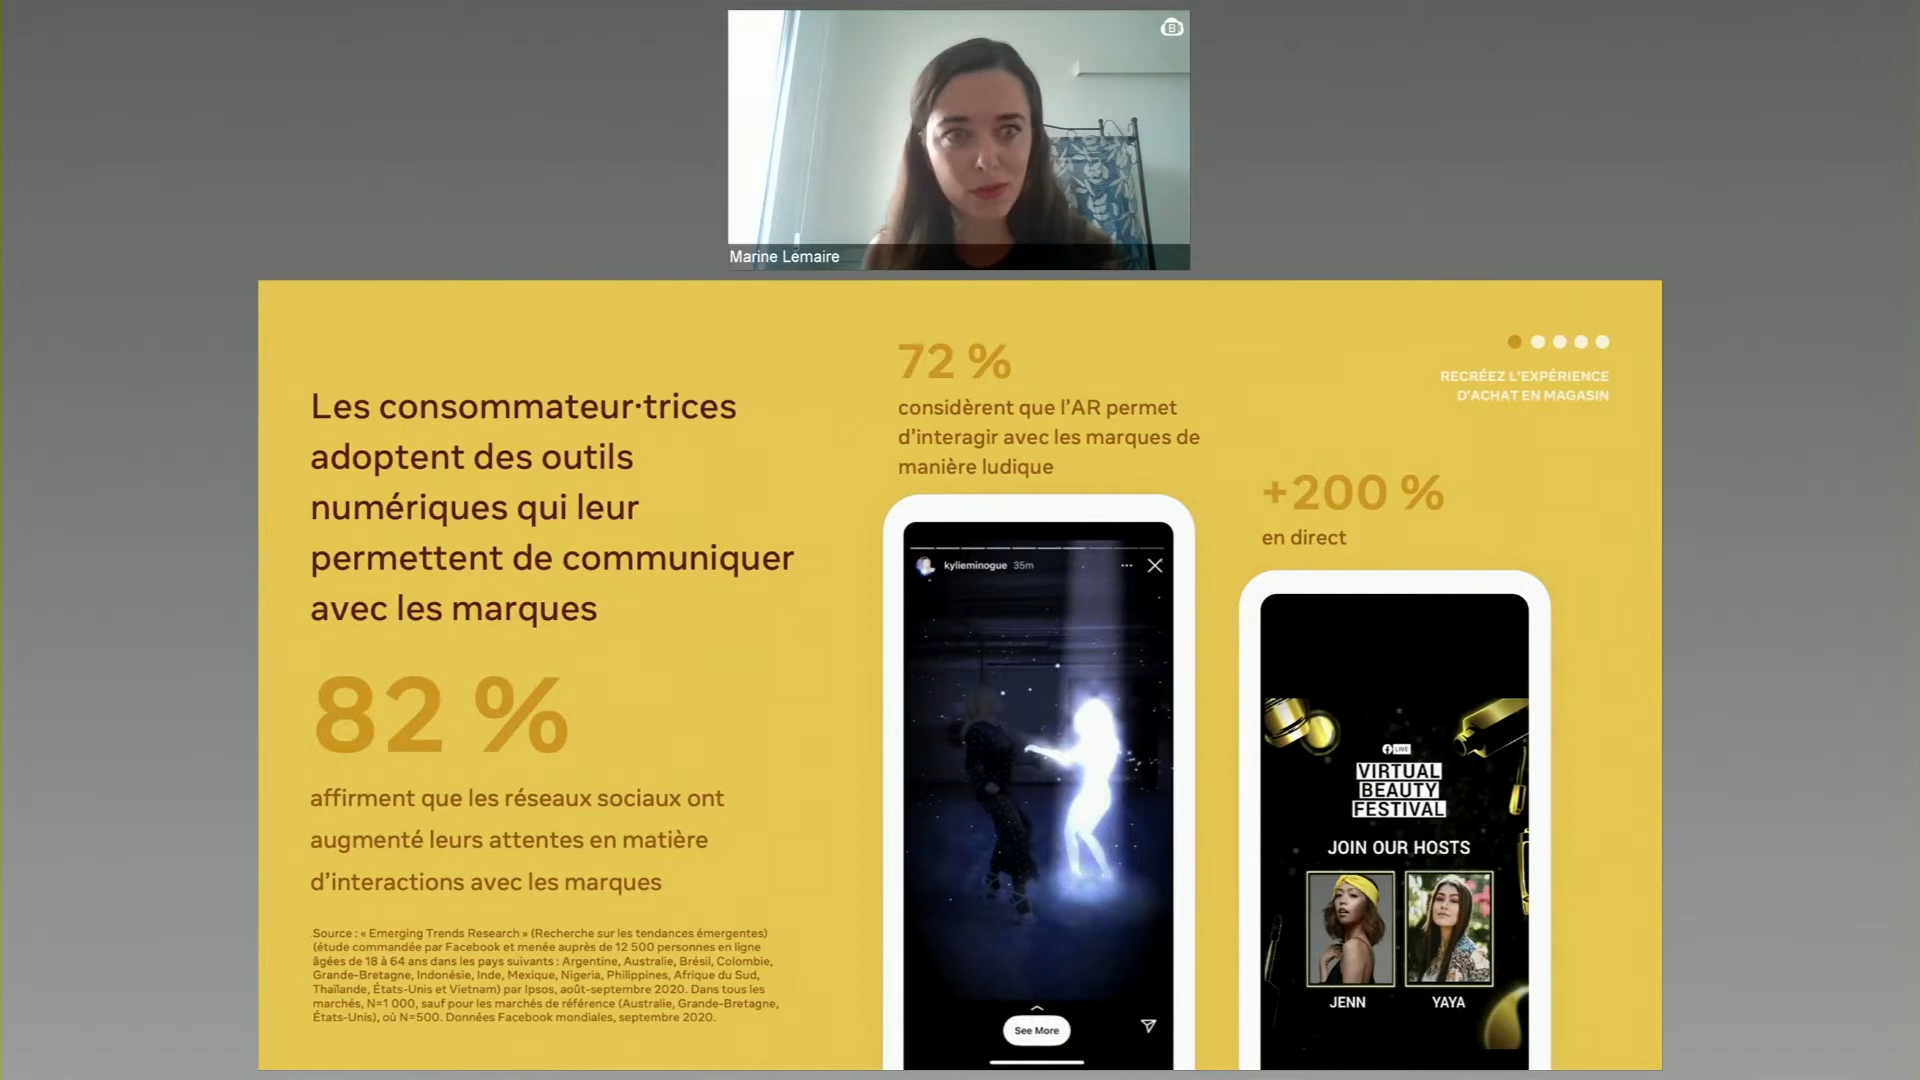 B
Marine Lemaire
Les consommateur·trices
adoptent des outils
numériques qui leur
permettent de communiquer
avec les marques
82 %
affirment que les réseaux sociaux ont
augmenté leurs attentes en matière
d’interactions avec les marques
Source : « Emerging Trends Research » (Recherche sur les tendances émergentes)
(étude commandée par Facebook et menée auprès de 12 500 personnes en ligne
âgées de 18 à 64 ans dans les pays suivants : Argentine, Australie, Brésil, Colombie,
Grande-Bretagne, Indonésie, Inde, Mexique, Nigeria, Philippines, Afrique du Sud,
Thaïlande, États-Unis et Vietnam) par Ipsos, août-septembre 2020. Dans tous les
marchés, N=1 000, sauf pour les marchés de référence (Australie, Grande-Bretagne,
États-Unis), où N=500. Données Facebook mondiales, septembre 2020.
72 %
considèrent que l’AR permet
d’interagir avec les marques de
manière ludique
kylieminogue 35m
See More
RECRÉEZ L’EXPÉRIENCE
D’ACHAT EN MAGASIN
+200 %
en direct
LIVE
VIRTUAL
BEAUTY
FESTIVAL
JOIN OUR HOSTS
JENN YAYA